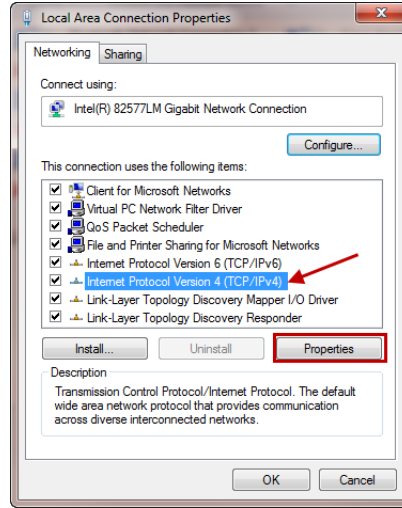 Local Area Connection Properties
Networking
Sharing
Connect using:
Intel(R) 82577LM Gigabit Network Connection
Configure...
This connection uses the following items:
Client for Microsoft Networks
Virtual PC Network Filter Driver
QoS Packet Scheduler
File and Printer Sharing for Microsoft Networks
Internet Protocol Version 6 (TCP/IPv6)
Internet Protocol Version 4 (TCP/IPv4)
Link-Layer Topology Discovery Mapper I/O Driver
Link-Layer Topology Discovery Responder
Install...
Uninstall
Properties
Description
Transmission Control Protocol/Internet Protocol. The default
wide area network protocol that provides communication
across diverse interconnected networks.
OK
Cancel